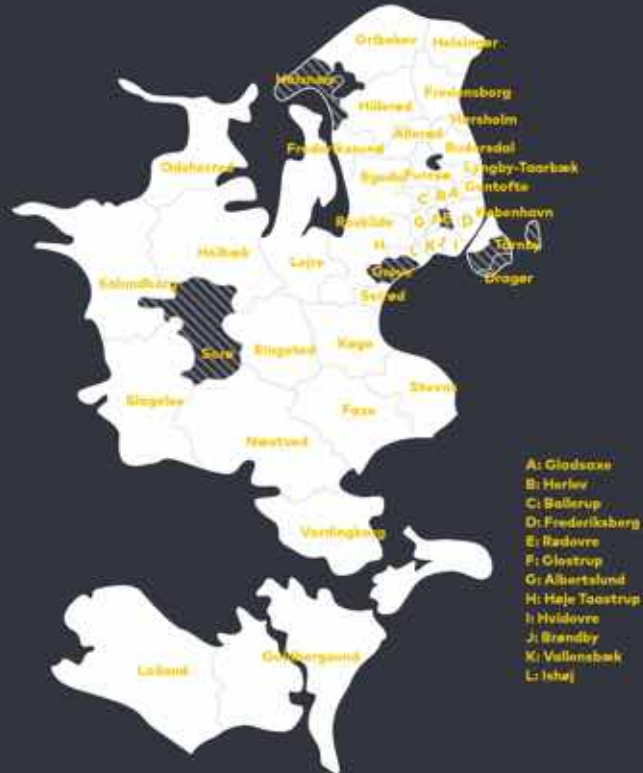 Gribskov
Helsingør
Halsnæs
Fredensborg
Hillerød
Hørsholm
Allerød
Frederikssund
Rudersdal
Lyngby-Taarbæk
Odsherred
Egedal
Furesø
Gentofte
C
B
A
København
Roskilde
G
D
Tårnby
Holbæk
H
L
K
J
I
Lejre
Greve
Dragør
Kalundborg
Solrød
Sorø
Ringsted
Køge
Stevns
Slagelse
Faxe
Næstved
Vordingborg
Guldborgsund
Lolland
A: Gladsaxe
B: Herlev
C: Ballerup
D: Frederiksberg
E: Rødovre
F: Glostrup
G: Albertslund
H: Høje Taastrup
I: Hvidovre
J: Brøndby
K: Vallensbæk
L: Ishøj